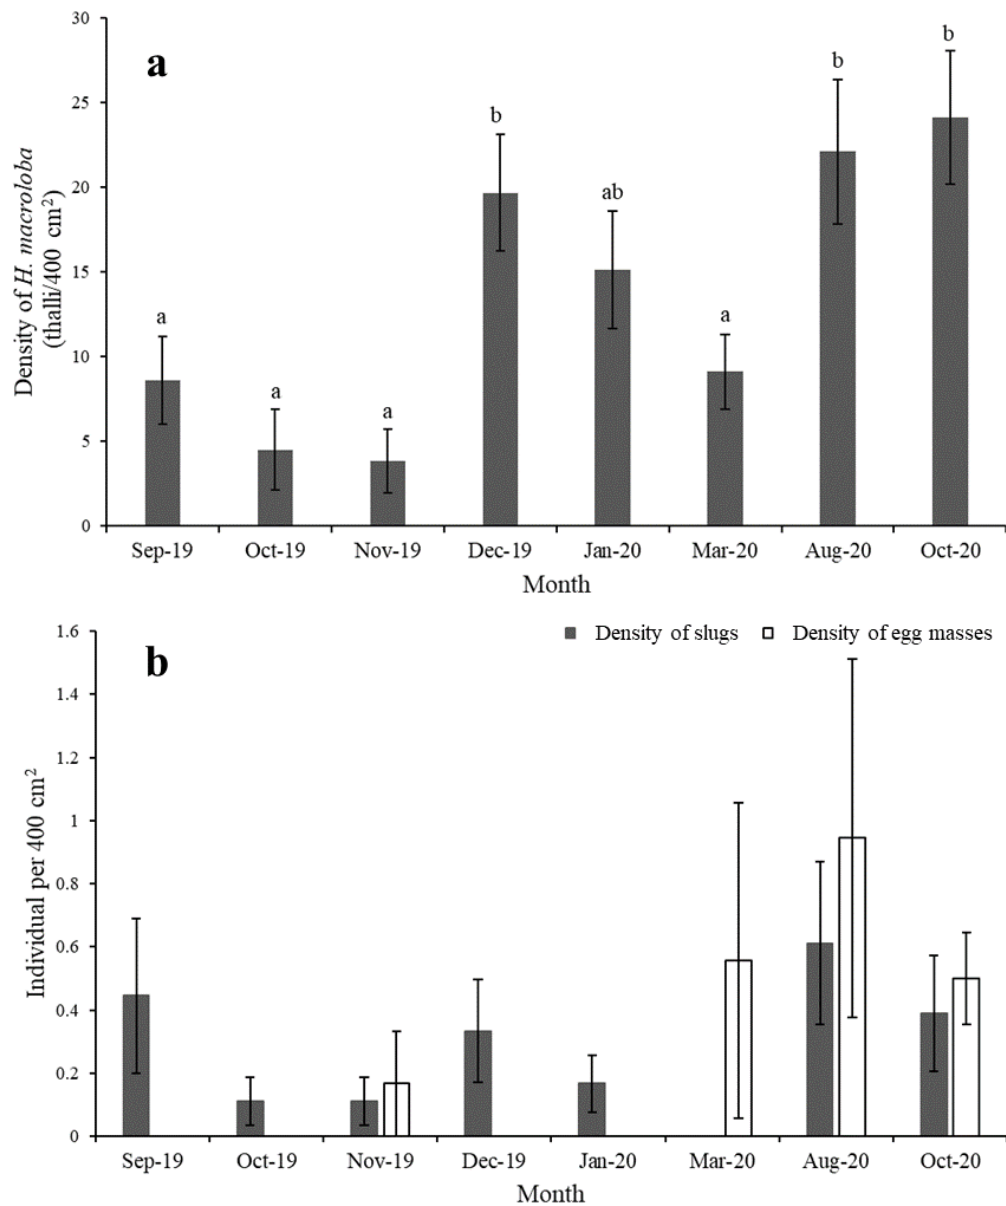 a
30
25
20
15
10
5
0
Density of H. macroloba
(thalli/400 cm²)
a
a
a
b
ab
a
b
b
Sep-19 Oct-19 Nov-19 Dec-19 Jan-20 Mar-20 Aug-20 Oct-20
Month
Density of slugs Density of egg masses
b
1.6
1.4
1.2
1
0.8
0.6
0.4
0.2
0
Individual per 400 cm²
Sep-19 Oct-19 Nov-19 Dec-19 Jan-20 Mar-20 Aug-20 Oct-20
Month